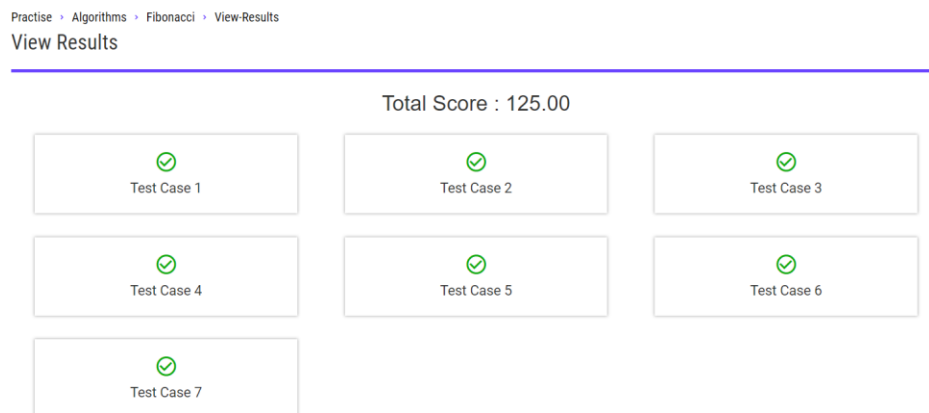 Practise › Algorithms › Fibonacci › View-Results
View Results
Total Score : 125.00
Test Case 1
Test Case 2
Test Case 3
Test Case 4
Test Case 5
Test Case 6
Test Case 7